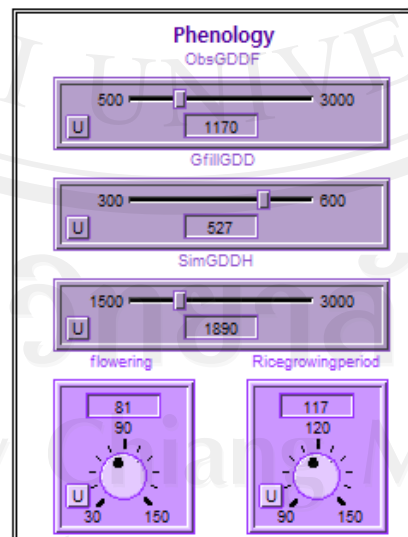 Phenology
ObsGDDF
500 3000
U 1170
GfillGDD
300 600
U 527
SimGDDH
1500 3000
U 1890
flowering Ricegrowingperiod
81 117
90 120
U U
30 150 90 150